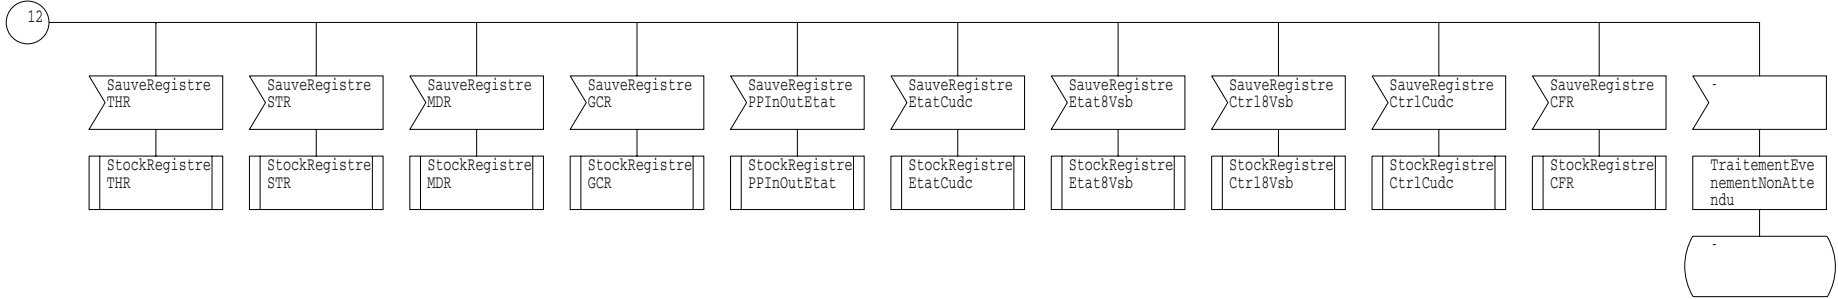 12
SauveRegistre
THR
SauveRegistre
STR
SauveRegistre
MDR
SauveRegistre
GCR
SauveRegistre
PPInOutEtat
SauveRegistre
EtatCudc
SauveRegistre
Etat8Vsb
SauveRegistre
Ctrl8Vsb
SauveRegistre
CtrlCudc
SauveRegistre
CFR
-
StockRegistre
THR
StockRegistre
STR
StockRegistre
MDR
StockRegistre
GCR
StockRegistre
PPInOutEtat
StockRegistre
EtatCudc
StockRegistre
Etat8Vsb
StockRegistre
Ctrl8Vsb
StockRegistre
CtrlCudc
StockRegistre
CFR
TraitementEve
nementNonAtte
ndu
-